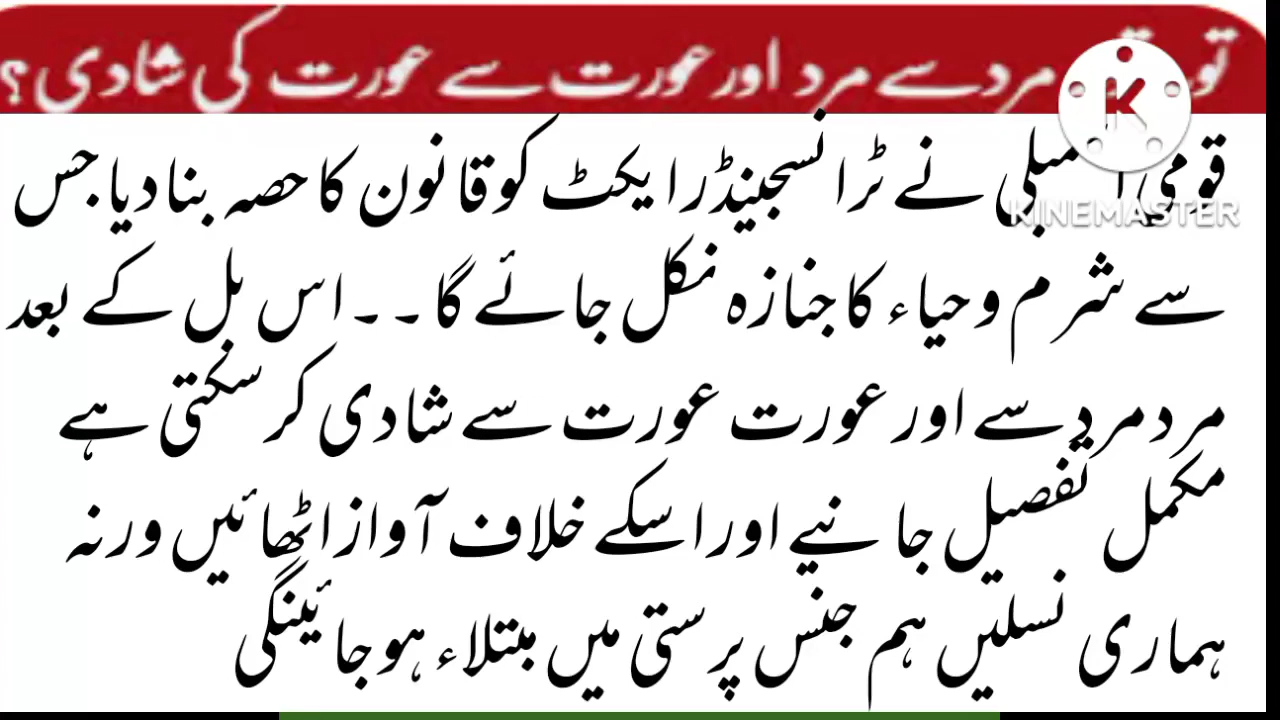 مرد سے مرد اور عورت سے عورت کی شادی؟
قومی اسمبلی نے ٹرانسجینڈر ایکٹ کو قانون کا حصہ بنا دیا جس
سے شرم و حیاء کا جنازہ نکل جائے گا۔۔اس بل کے بعد
مرد مرد سے اور عورت عورت سے شادی کر سکتی ہے
مکمل تفصیل جانیے اور اسکے خلاف آواز اٹھائیں ورنہ
ہماری نسلیں ہم جنس پرستی میں مبتلاء ہو جائینگی
K
KINEMASTER